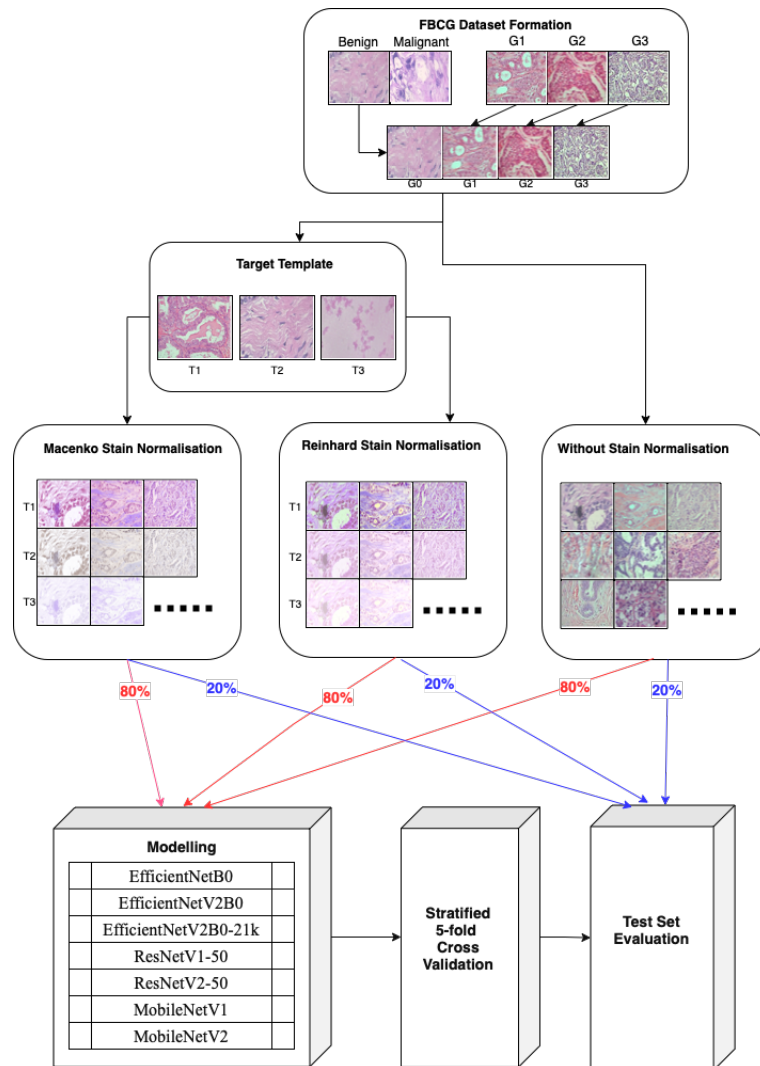 FBCG Dataset Formation
Benign Malignant G1 G2 G3
G0 G1 G2 G3
Target Template
T1 T2 T3
Macenko Stain Normalisation
T1
T2
T3
Reinhard Stain Normalisation
T1
T2
T3
Without Stain Normalisation
80% 20% 80% 20% 80% 20%
Modelling
EfficientNetB0
EfficientNetV2B0
EfficientNetV2B0-21k
ResNetV1-50
ResNetV2-50
MobileNetV1
MobileNetV2
Stratified
5-fold
Cross
Validation
Test Set
Evaluation